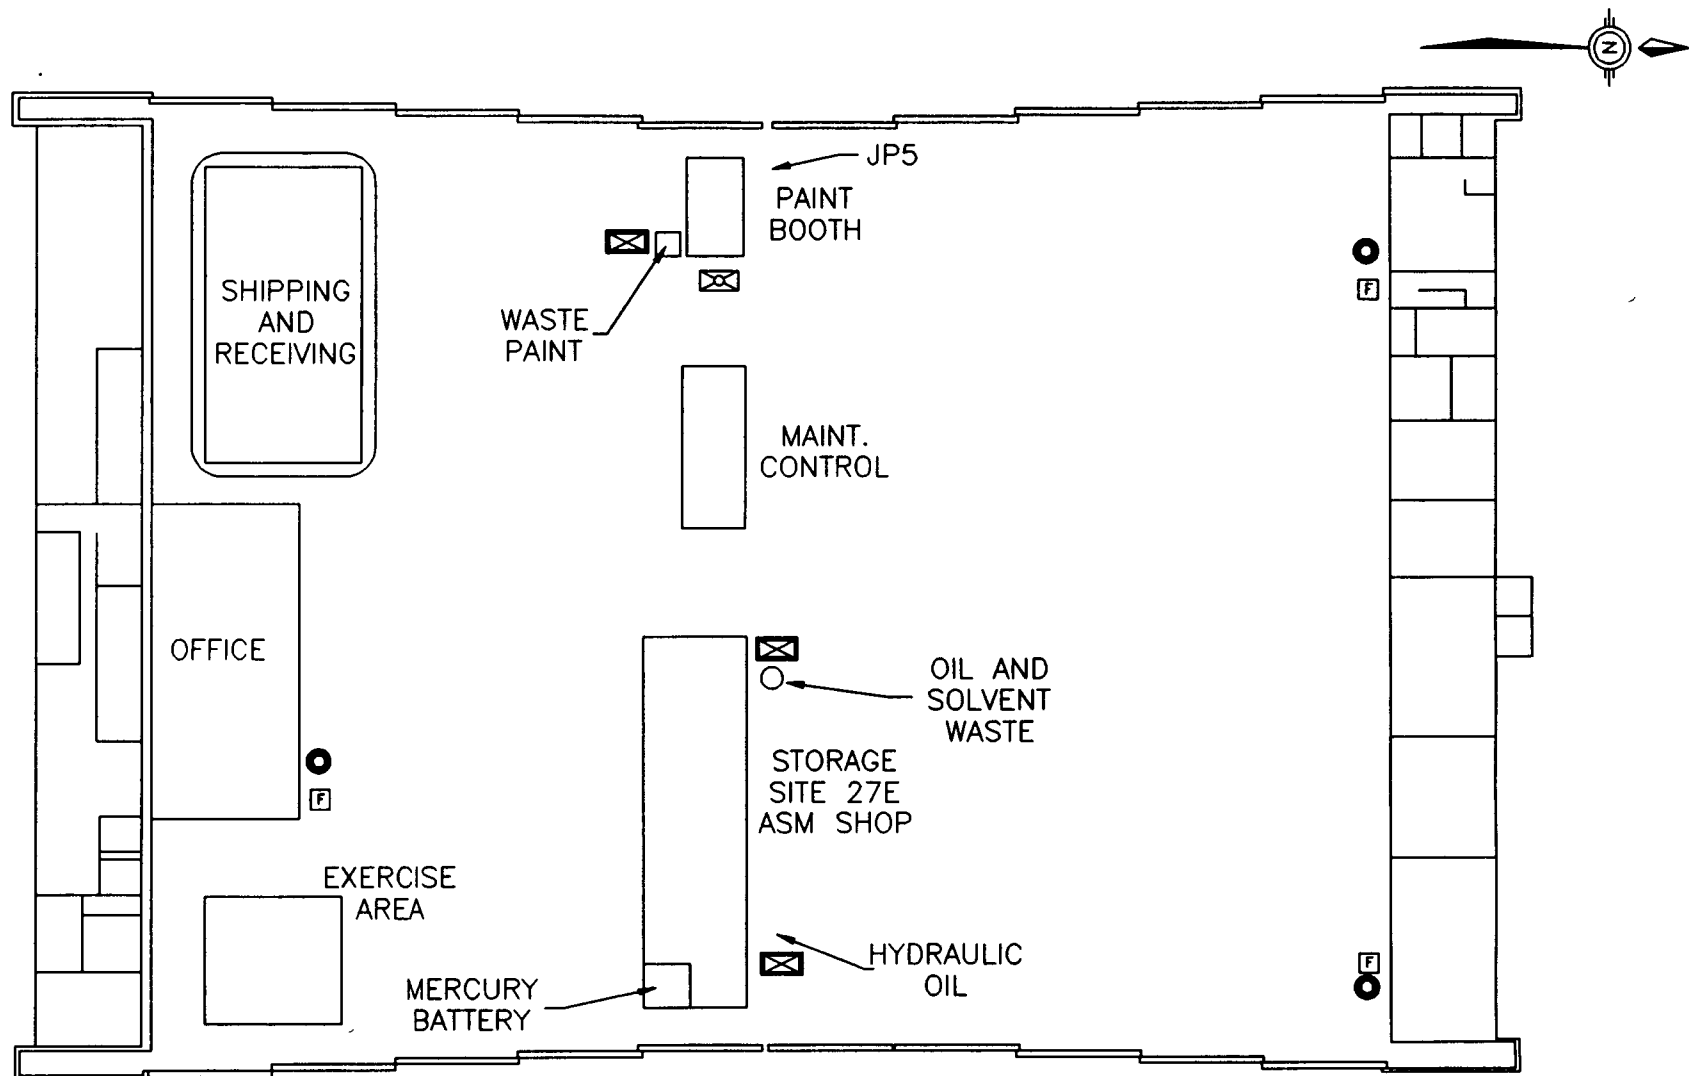 N
JP5
PAINT
BOOTH
SHIPPING
AND
RECEIVING
WASTE
PAINT
F
MAINT.
CONTROL
OFFICE
OIL AND
SOLVENT
WASTE
STORAGE
SITE 27E
ASM SHOP
F
EXERCISE
AREA
HYDRAULIC
OIL
F
MERCURY
BATTERY